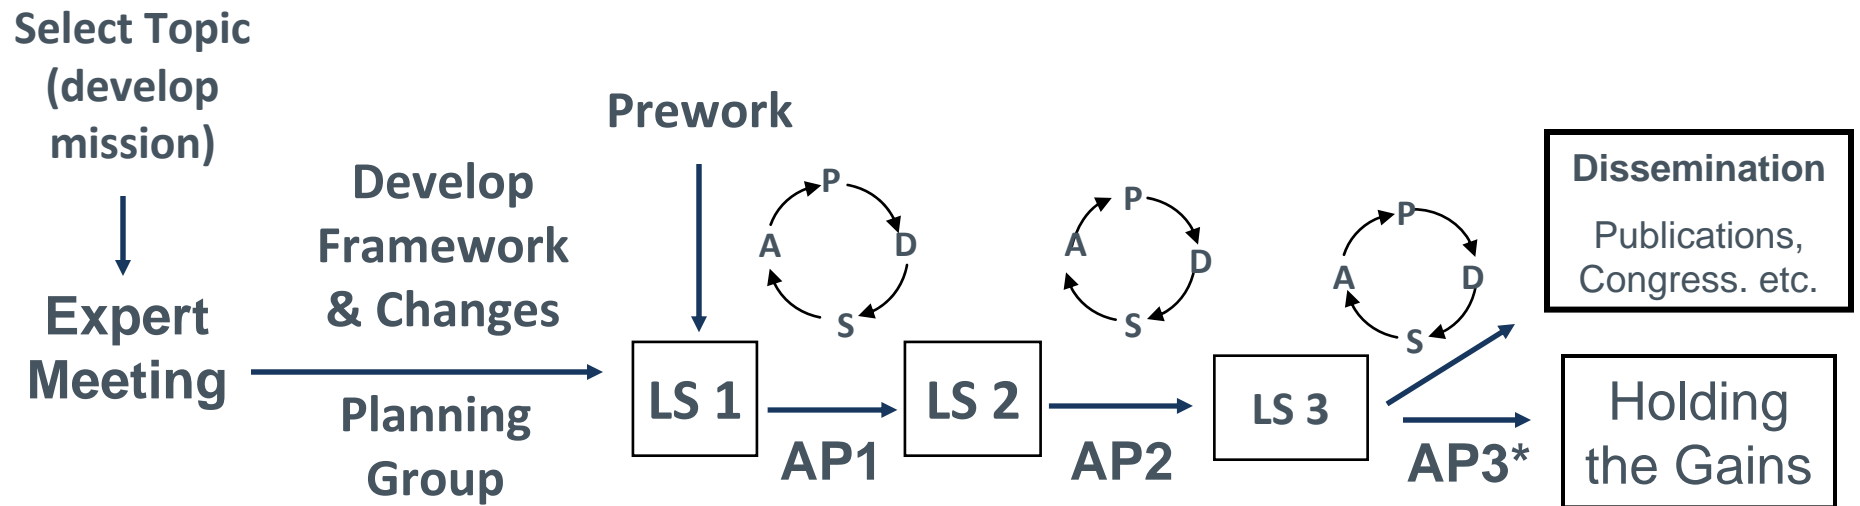 Select Topic
(develop
mission)
Expert
Meeting
Develop
Framework
& Changes
Planning
Group
Prework
P
A
D
S
LS 1
AP1
P
A
D
S
LS 2
AP2
P
A
D
S
LS 3
AP3*
Dissemination
Publications,
Congress. etc.
Holding
the Gains